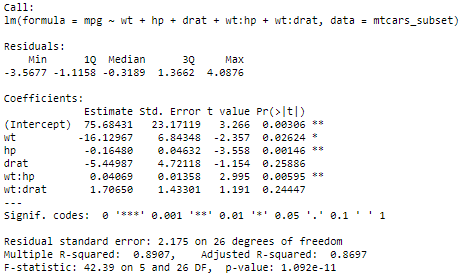 Call:
lm(formula = mpg ~ wt + hp + drat + wt:hp + wt:drat, data = mtcars_subset)
Residuals:
Min 1Q Median 3Q Max
-3.5677 -1.1158 -0.3189 1.3662 4.0876
Coefficients:
Estimate Std. Error t value Pr(>|t|)
(Intercept) 75.68431 23.17119 3.266 0.00306 **
wt -16.12967 6.84348 -2.357 0.02624 *
hp -0.16480 0.04632 -3.558 0.00146 **
drat -5.44987 4.72118 -1.154 0.25886
wt:hp 0.04069 0.01358 2.995 0.00595 **
wt:drat 1.70650 1.43301 1.191 0.24447
---
Signif. codes: 0 '***' 0.001 '**' 0.01 '*' 0.05 '.' 0.1 ' ' 1
Residual standard error: 2.175 on 26 degrees of freedom
Multiple R-squared: 0.8907, Adjusted R-squared: 0.8697
F-statistic: 42.39 on 5 and 26 DF, p-value: 1.092e-11